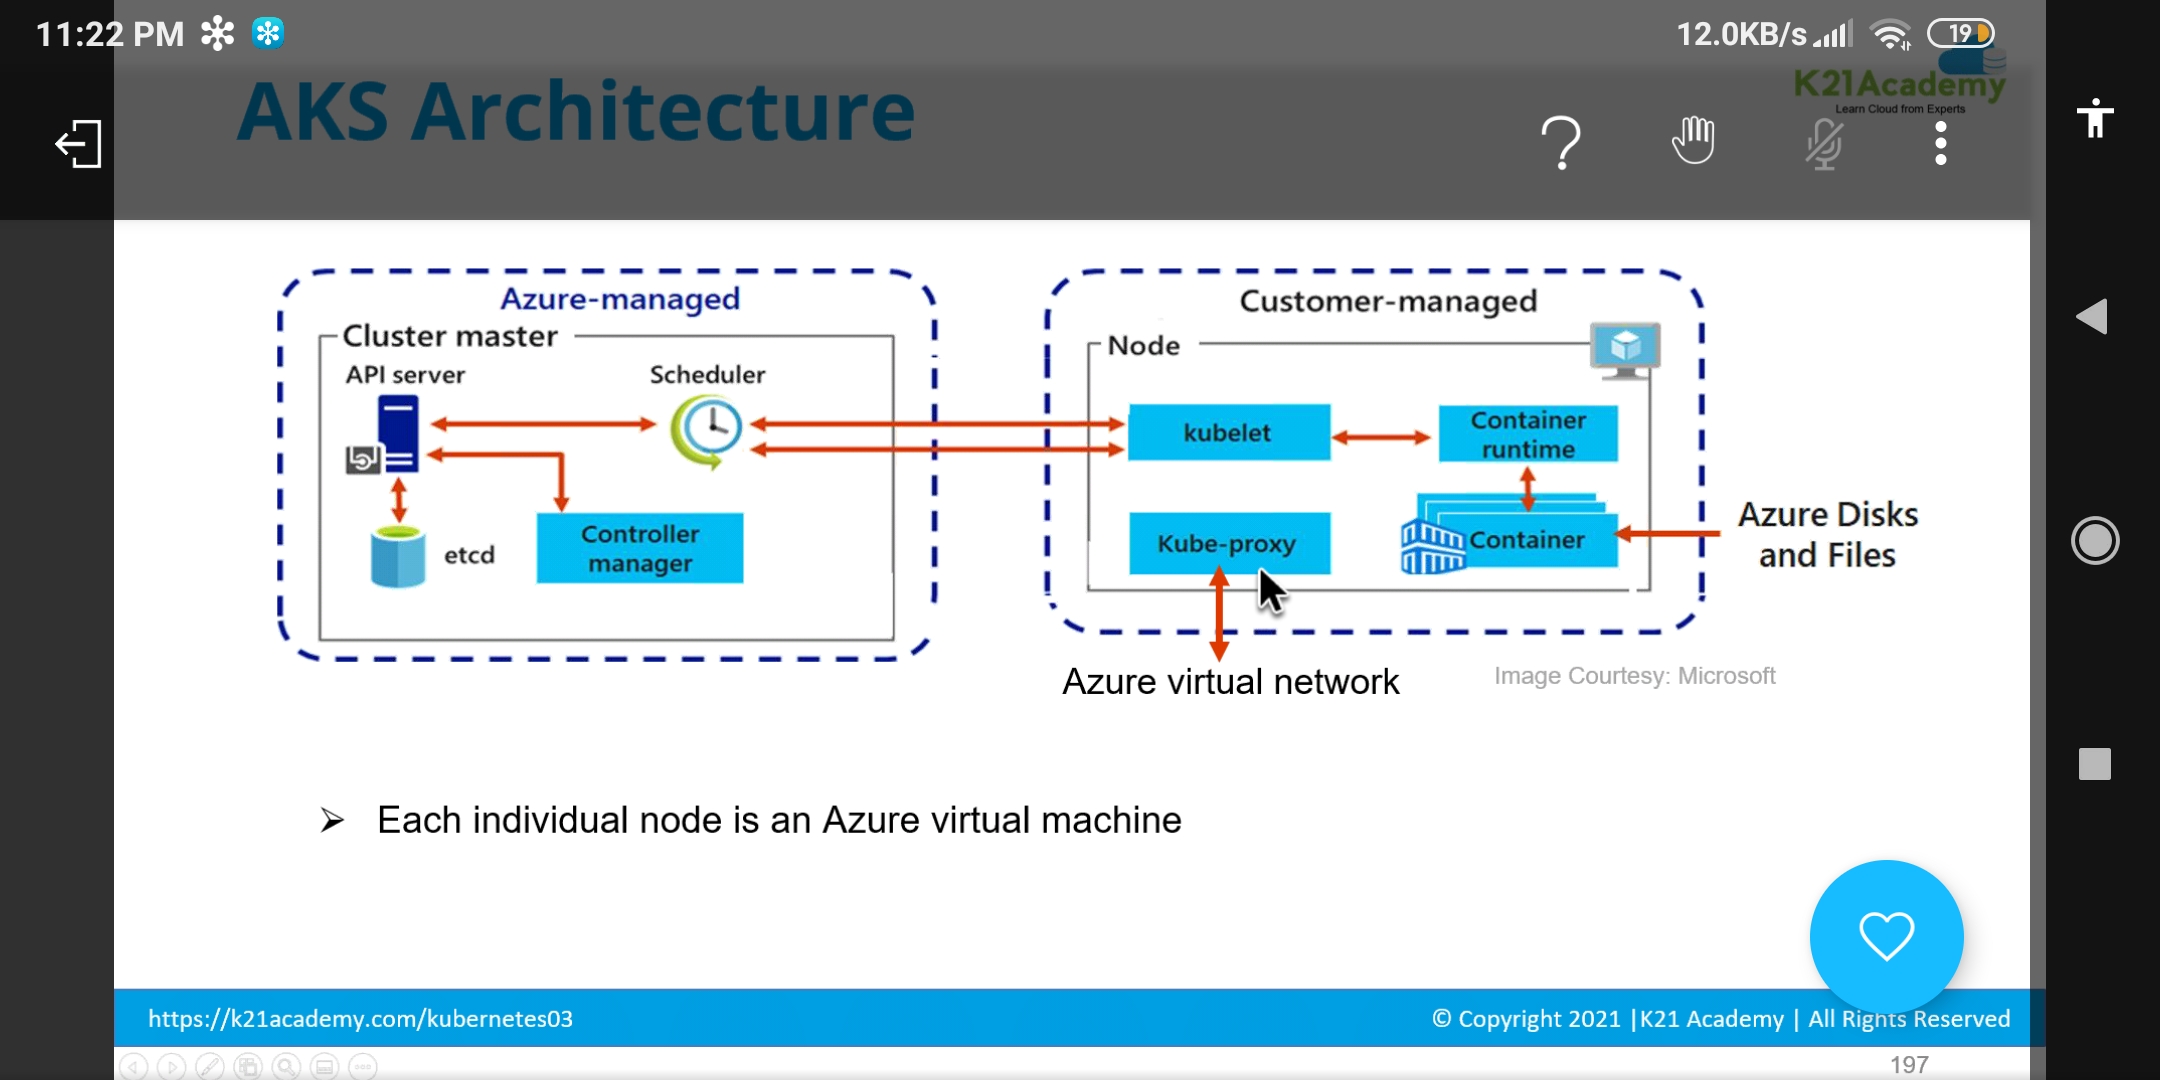 11:22 PM
12.0KB/s
19
AKS Architecture
K21Academy
Learn Cloud from Experts
Azure-managed
Cluster master
API server
Scheduler
etcd
Controller
manager
Customer-managed
Node
kubelet
Container
runtime
Kube-proxy
Container
Azure Disks
and Files
Azure virtual network
Image Courtesy: Microsoft
Each individual node is an Azure virtual machine
https://k21academy.com/kubernetes03
© Copyright 2021 |K21 Academy | All Rights Reserved
197